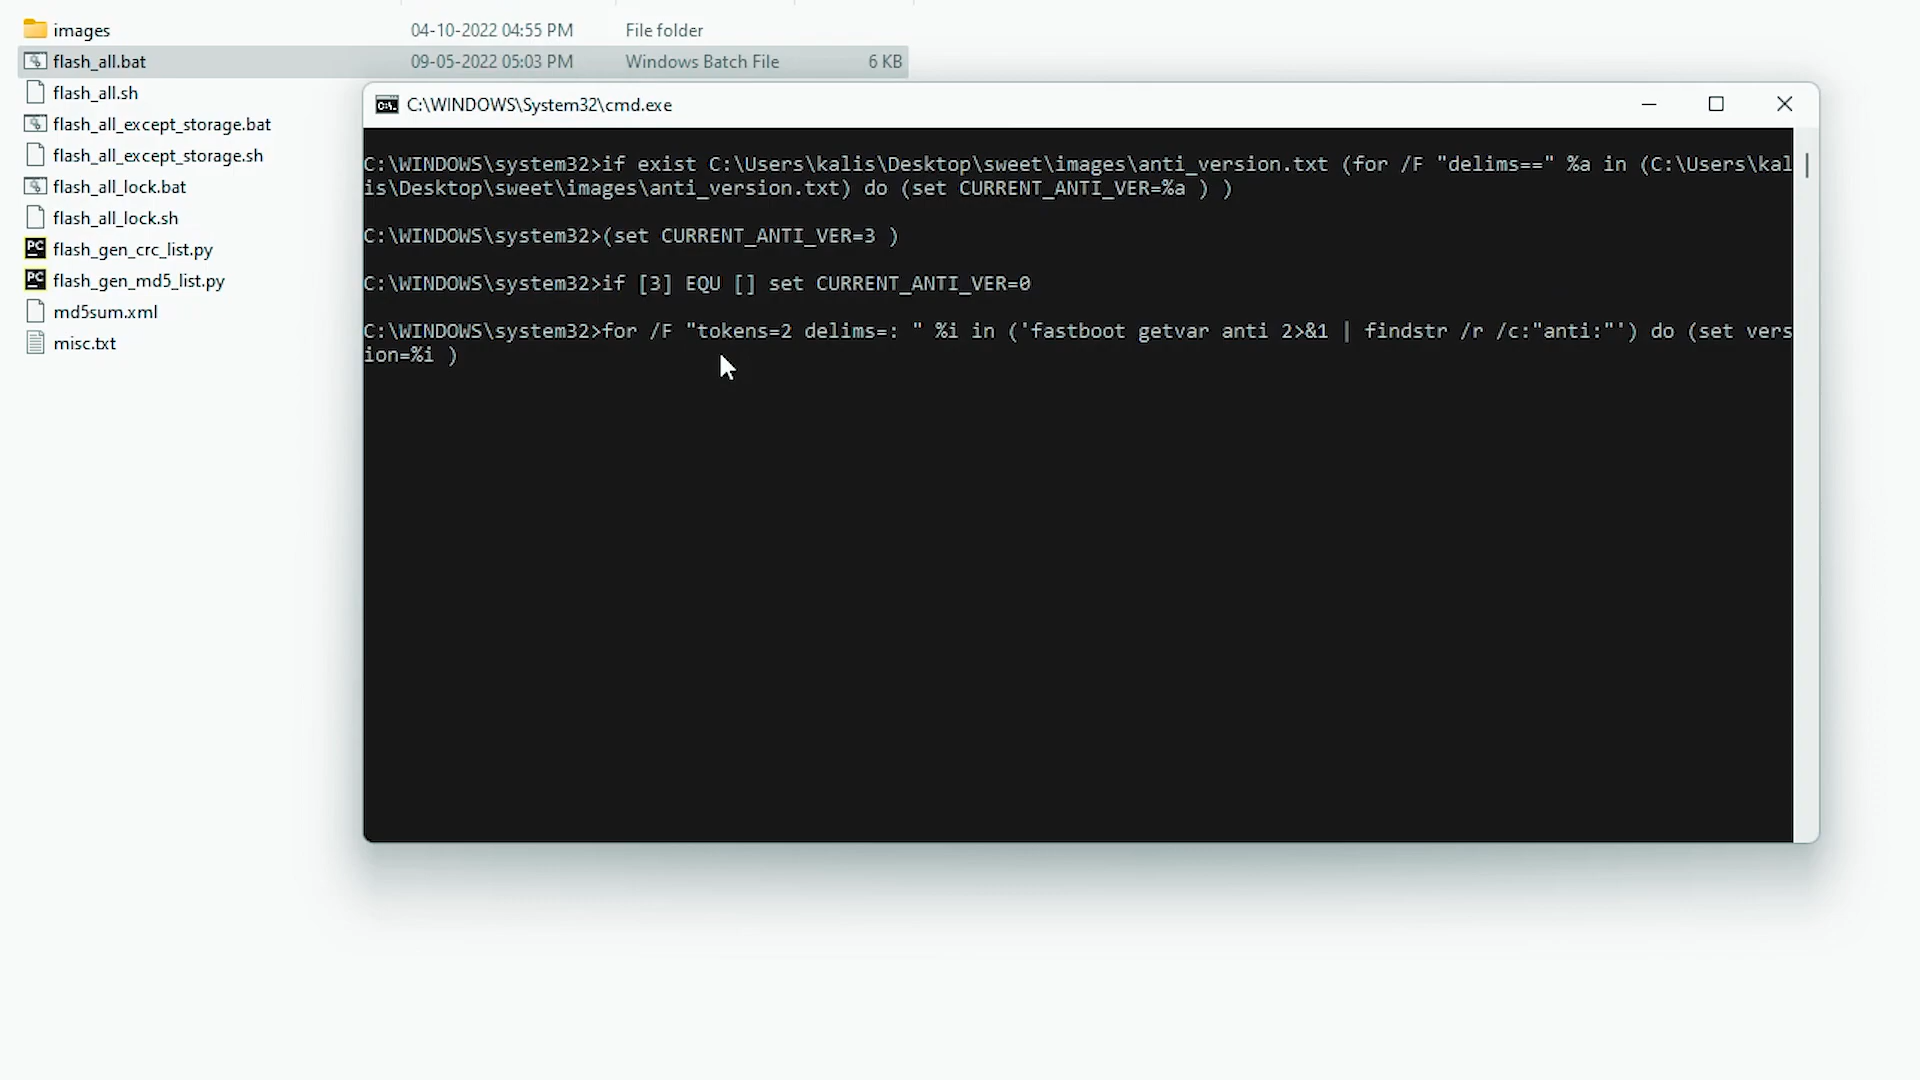 images 04-10-2022 04:55 PM File folder
flash_all.bat 09-05-2022 05:03 PM Windows Batch File 6 KB
flash_all.sh
flash_all_except_storage.bat
flash_all_except_storage.sh
flash_all_lock.bat
flash_all_lock.sh
PC flash_gen_crc_list.py
PC flash_gen_md5_list.py
md5sum.xml
misc.txt
C:\WINDOWS\System32\cmd.exe
C:\WINDOWS\system32>if exist C:\Users\kalis\Desktop\sweet\images\anti_version.txt (for /F "delims==" %a in (C:\Users\kal
is\Desktop\sweet\images\anti_version.txt) do (set CURRENT_ANTI_VER=%a ) )
C:\WINDOWS\system32>(set CURRENT_ANTI_VER=3 )
C:\WINDOWS\system32>if [3] EQU [] set CURRENT_ANTI_VER=0
C:\WINDOWS\system32>for /F "tokens=2 delims=: " %i in ('fastboot getvar anti 2>&1 | findstr /r /c:"anti:"') do (set vers
ion=%i )